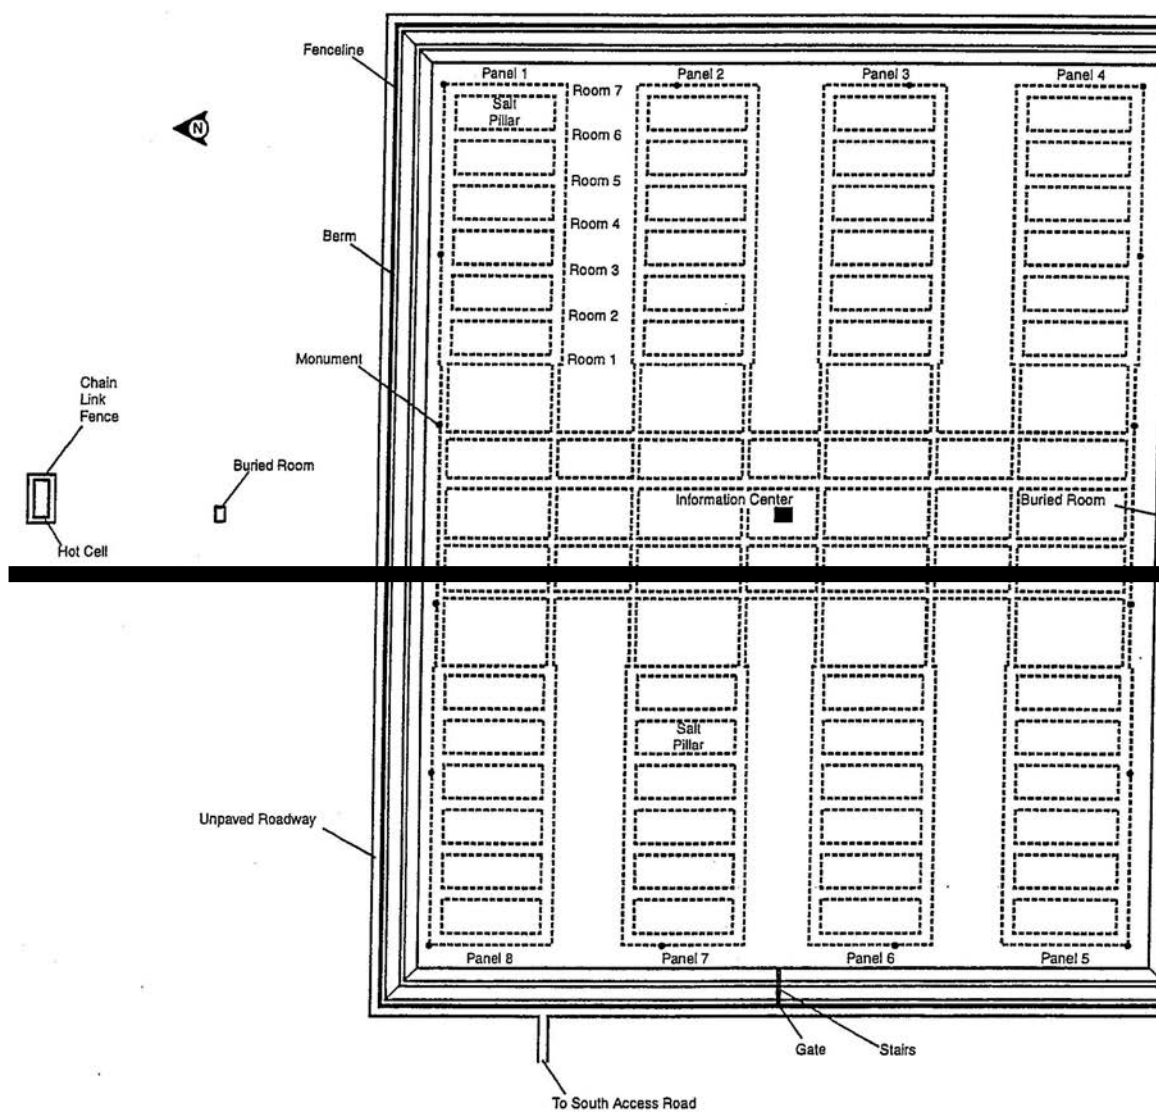 Fenceline
Panel 1
Panel 2
Panel 3
Panel 4
Room 7
Salt
Pillar
N
Room 6
Room 5
Room 4
Berm
Room 3
Room 2
Monument
Room 1
Chain
Link
Fence
Buried Room
Information Center
Buried Room
Hot Cell
Salt
Pillar
Unpaved Roadway
Panel 8
Panel 7
Panel 6
Panel 5
Gate
Stairs
To South Access Road